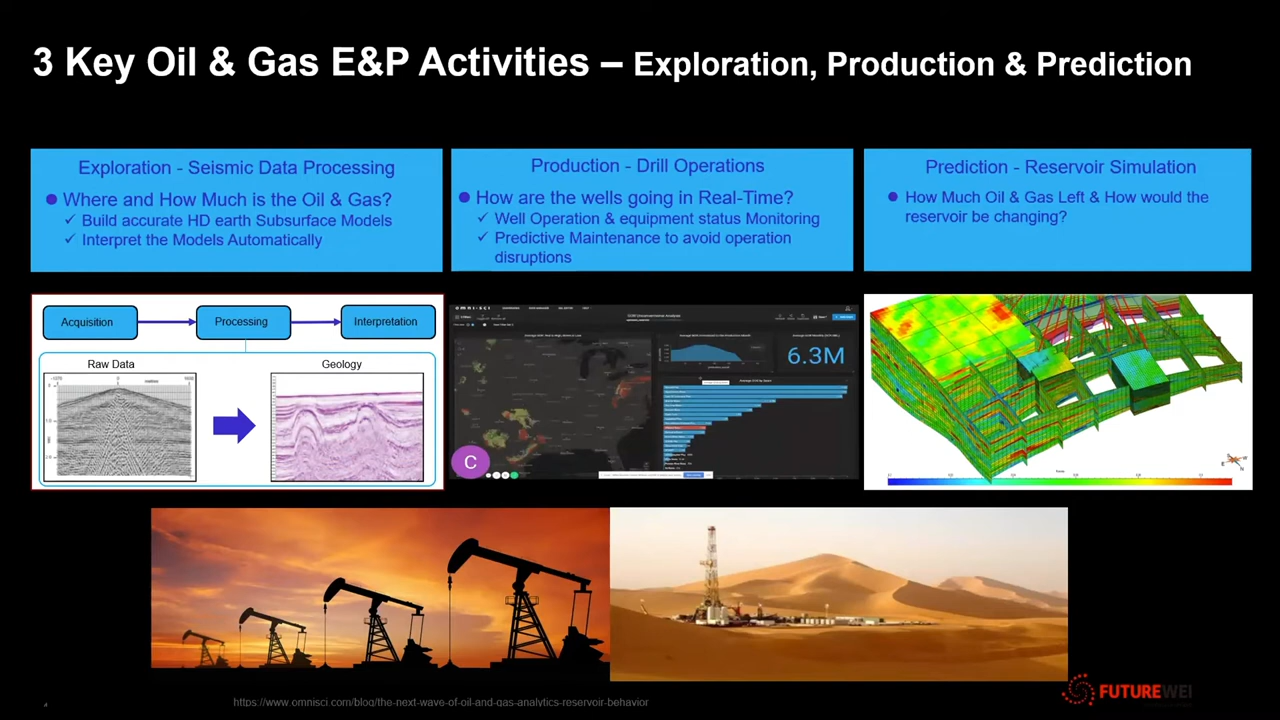 3 Key Oil & Gas E&P Activities – Exploration, Production & Prediction
Exploration - Seismic Data Processing
Where and How Much is the Oil & Gas?
✓ Build accurate HD earth Subsurface Models
✓ Interpret the Models Automatically
Production - Drill Operations
How are the wells going in Real-Time?
✓ Well Operation & equipment status Monitoring
✓ Predictive Maintenance to avoid operation
disruptions
Prediction - Reservoir Simulation
How Much Oil & Gas Left & How would the
reservoir be changing?
Acquisition
Processing
Interpretation
Raw Data
Geology
metres
6.3M
C
https://www.omnisci.com/blog/the-next-wave-of-oil-and-gas-analytics-reservoir-behavior
FUTUREWEI